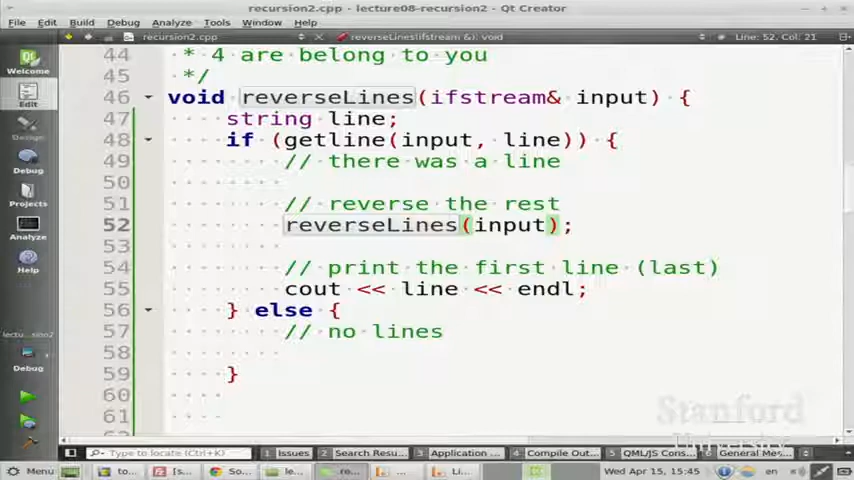 recursion2.cpp - lecture08-recursion2 - Qt Creator
File Edit Build Debug Analyze Tools Window Help
recursion2.cpp reverseLines(ifstream &): void Line: 52, Col: 21
Welcome
Edit
Design
Debug
Projects
Analyze
Help
Debug
44 * 4 are belong to you
45 */
46 void reverseLines(ifstream& input) {
47 string line;
48 if (getline(input, line)) {
49 // there was a line
50
51 // reverse the rest
52 reverseLines(input);
53
54 // print the first line (last)
55 cout << line << endl;
56 } else {
57 // no lines
58
59 }
60
61
Stanford
University
Type to locate (Ctrl+K) 1 Issues 2 Search Resu... 3 Application ... 4 Compile Out... 5 QML/JS Cons... 6 General Mes...
Menu to... [s... So... le... re... ... Li... Wed Apr 15, 15:45 en